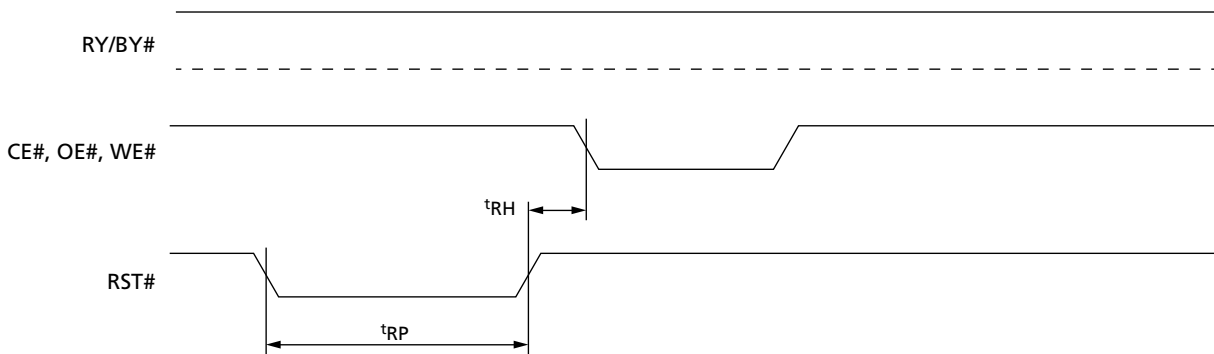 RY/BY#
CE#, OE#, WE#
tRH
RST#
tRP